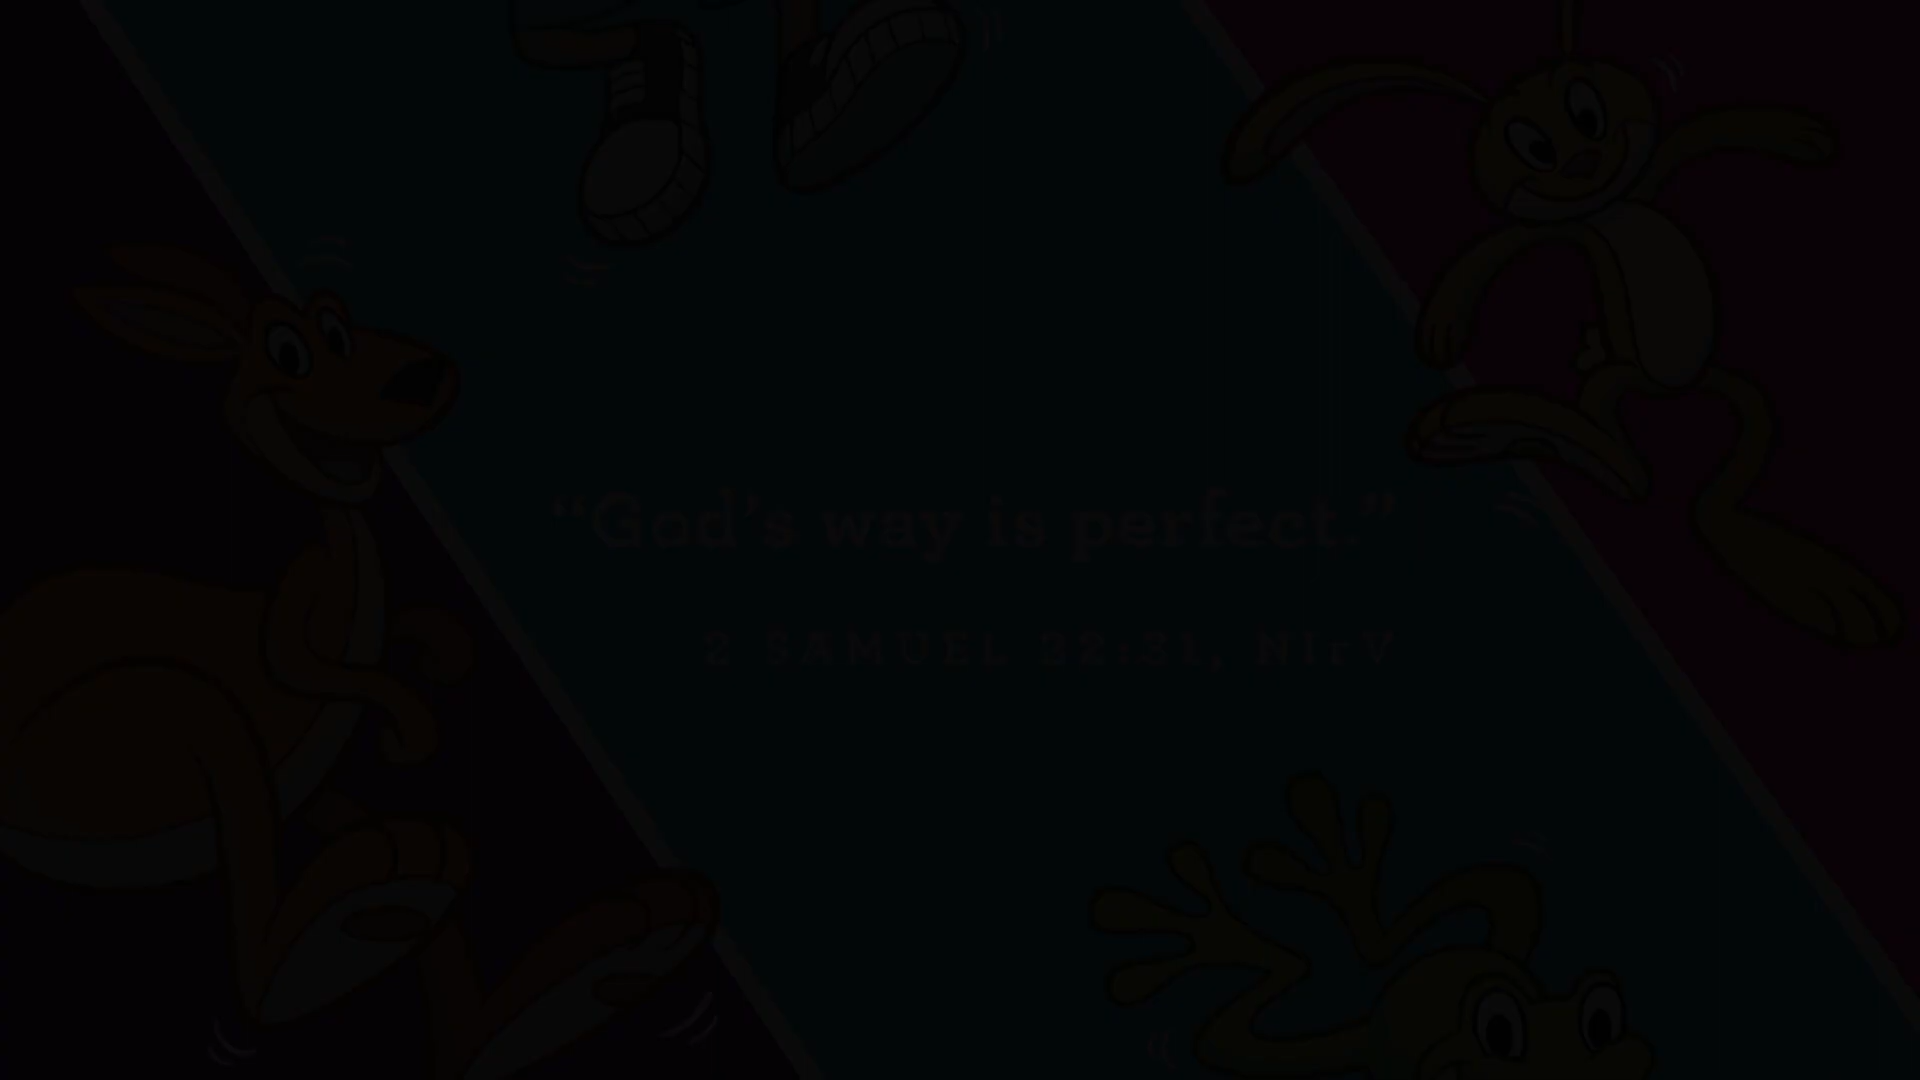 “God’s way is perfect.”
2 SAMUEL 22:31, NIrV